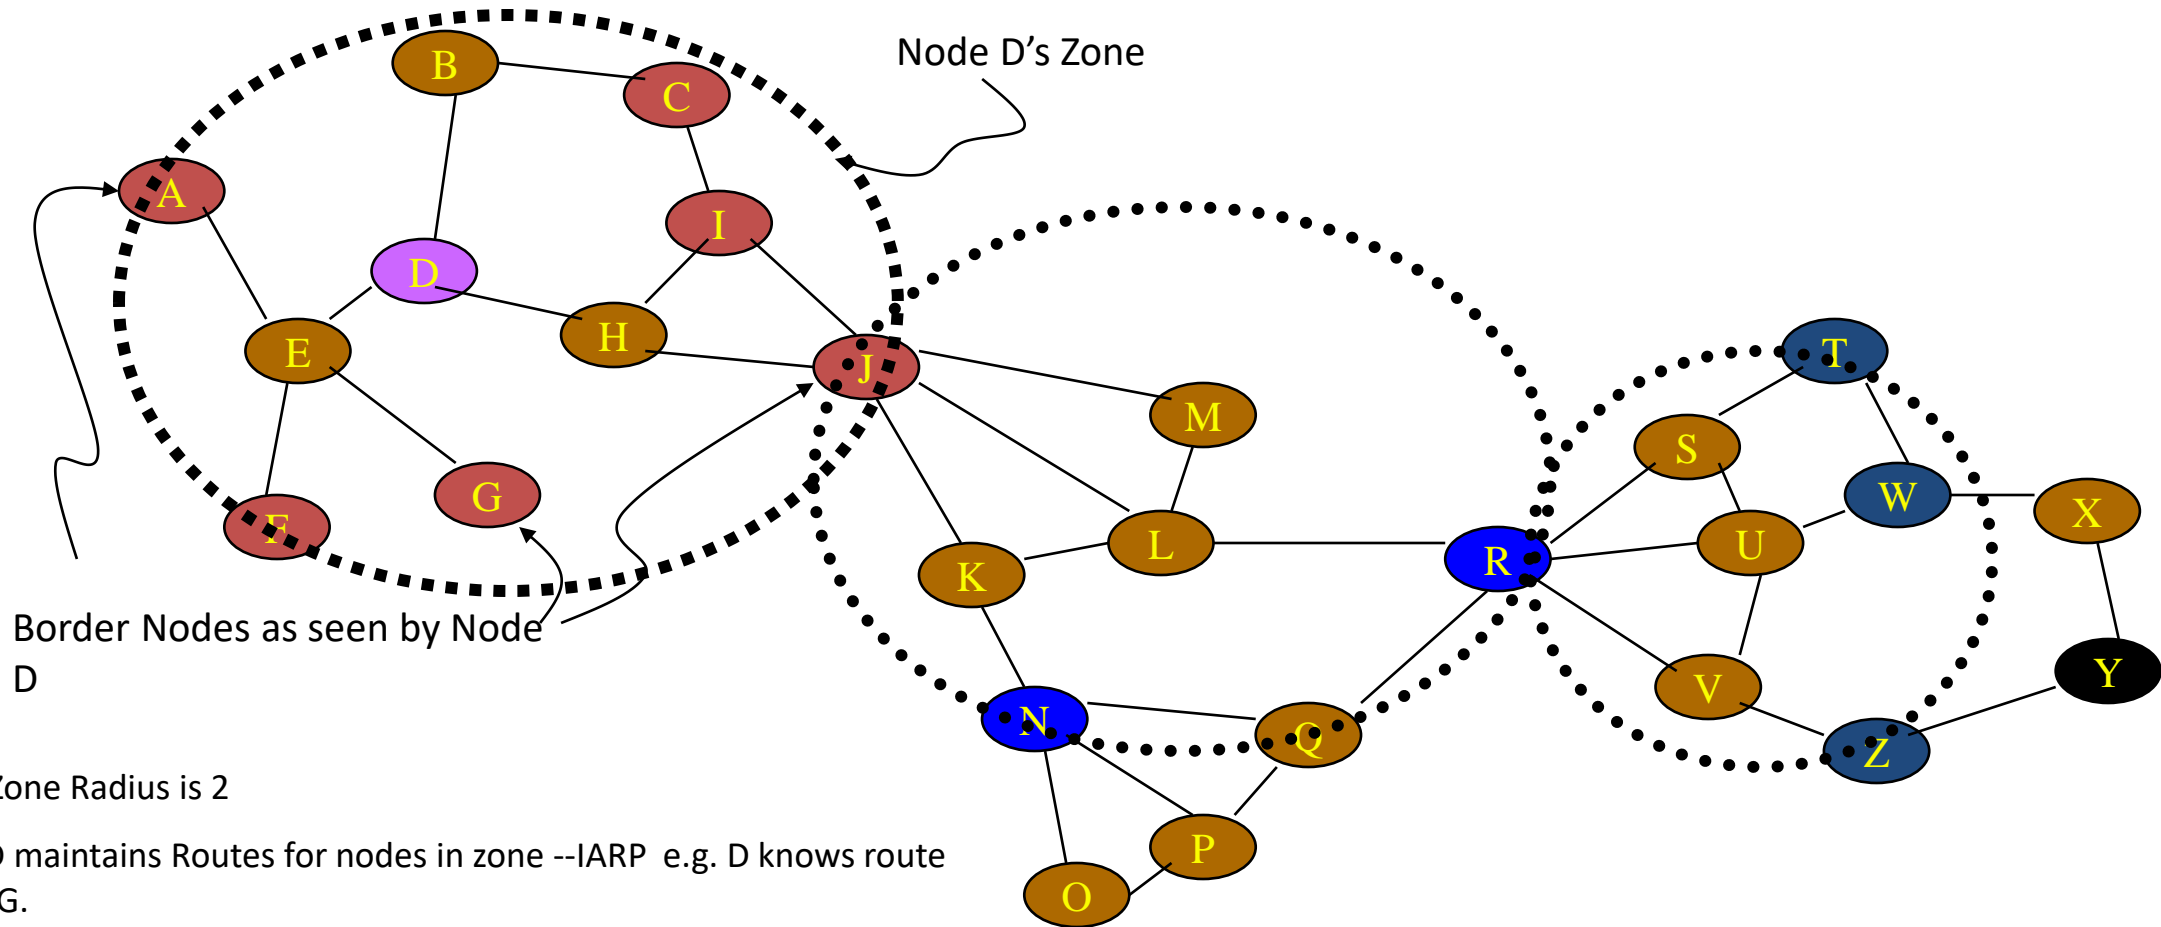 Node D's Zone
B
C
A
I
D
H
E
J
T
M
S
G
W
X
F
L
U
R
K
Border Nodes as seen by Node
D
Y
V
N
Q
Z
Zone Radius is 2
P
D maintains Routes for nodes in zone --IARP e.g. D knows route
G.
O